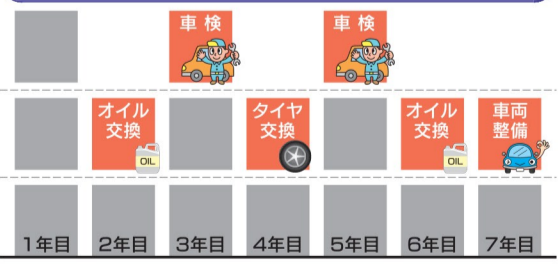 車検
車検
オイル
交換
OIL
タイヤ
交換
オイル
交換
OIL
車両
整備
1年目
2年目
3年目
4年目
5年目
6年目
7年目